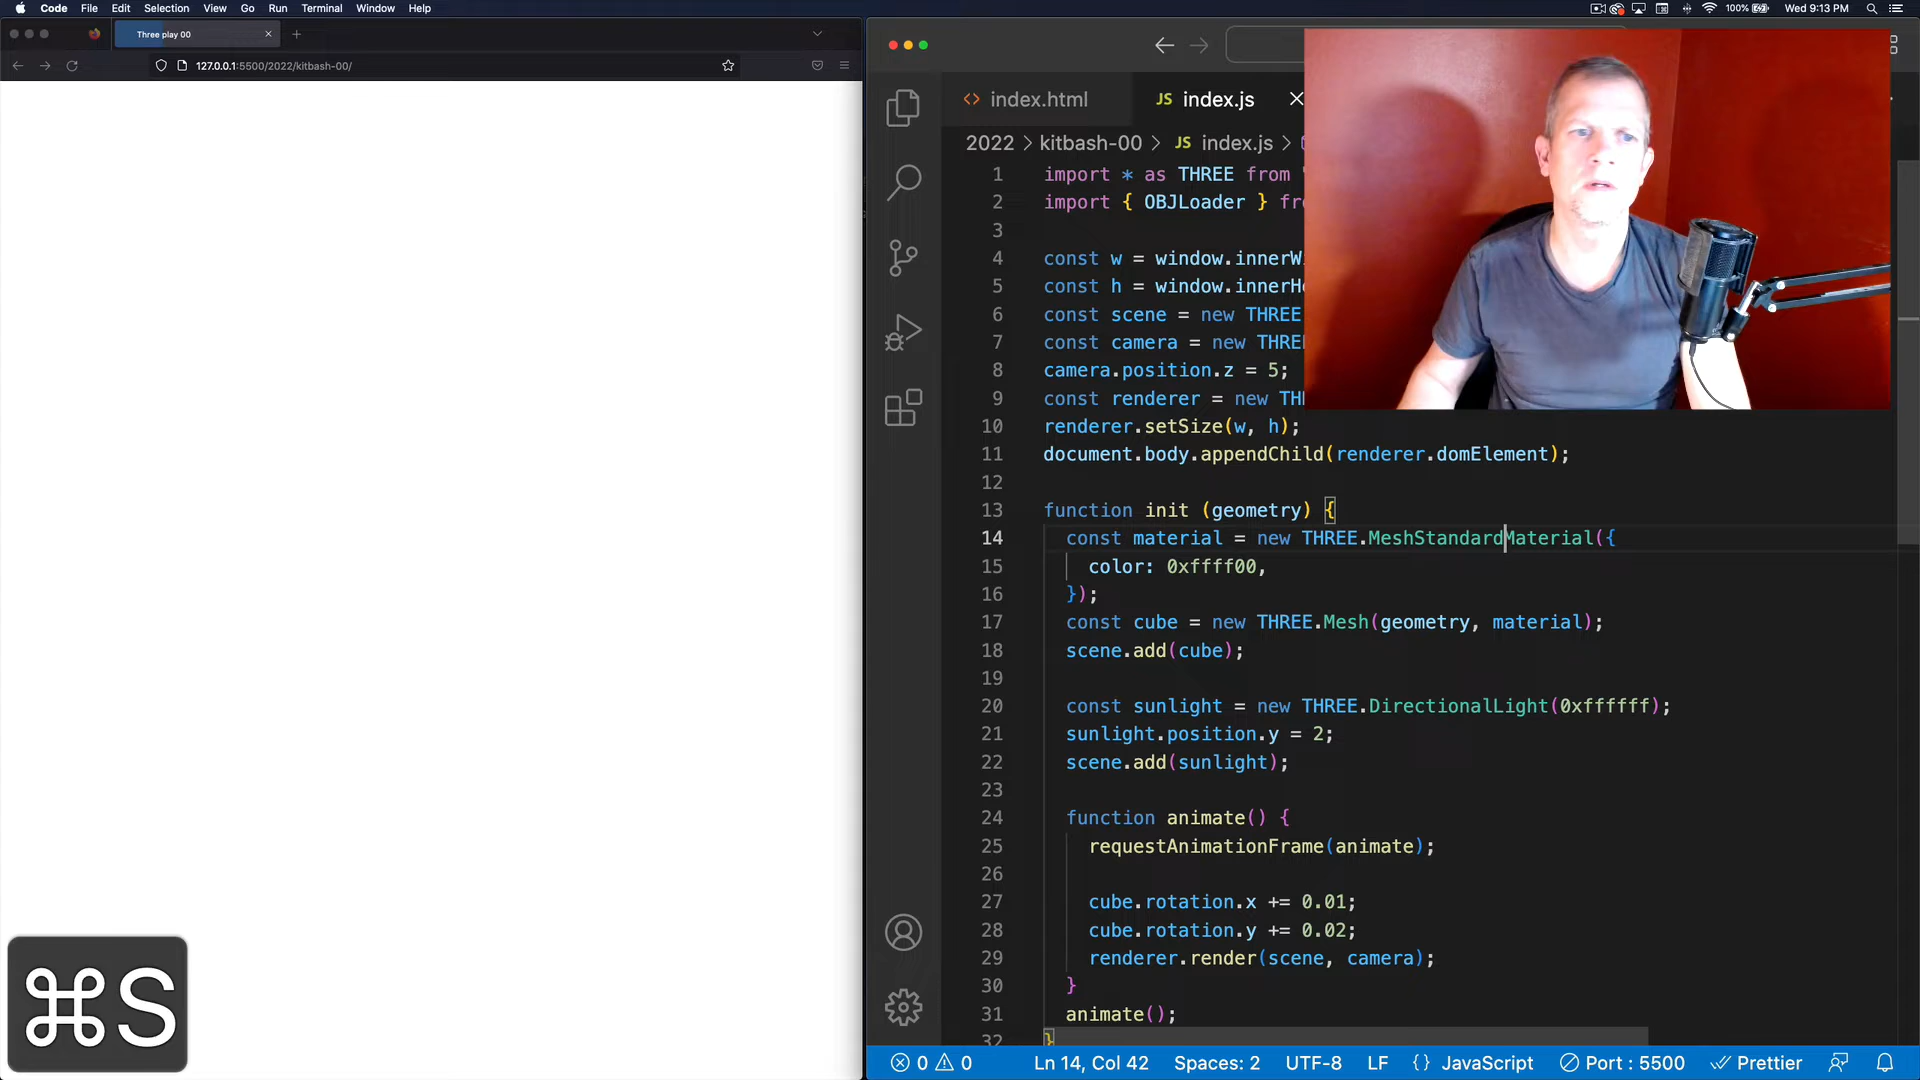 Code File Edit Selection View Go Run Terminal Window Help
100% Wed 9:13 PM
Three play 00
127.0.0.1:5500/2022/kitbash-00/
index.html
JS index.js
2022 > kitbash-00 > JS index.js >
1 import * as THREE from "
2 import { OBJLoader } fro
3
4 const w = window.innerWi
5 const h = window.innerHe
6 const scene = new THREE
7 const camera = new THREE
8 camera.position.z = 5;
9 const renderer = new THR
10 renderer.setSize(w, h);
11 document.body.appendChild(renderer.domElement);
12
13 function init (geometry) {
14 const material = new THREE.MeshStandardMaterial({
15 color: 0xffff00,
16 });
17 const cube = new THREE.Mesh(geometry, material);
18 scene.add(cube);
19
20 const sunlight = new THREE.DirectionalLight(0xffffff);
21 sunlight.position.y = 2;
22 scene.add(sunlight);
23
24 function animate() {
25 requestAnimationFrame(animate);
26
27 cube.rotation.x += 0.01;
28 cube.rotation.y += 0.02;
29 renderer.render(scene, camera);
30 }
31 animate();
32 }
⌘S
0 0 Ln 14, Col 42 Spaces: 2 UTF-8 LF {} JavaScript Port : 5500 Prettier